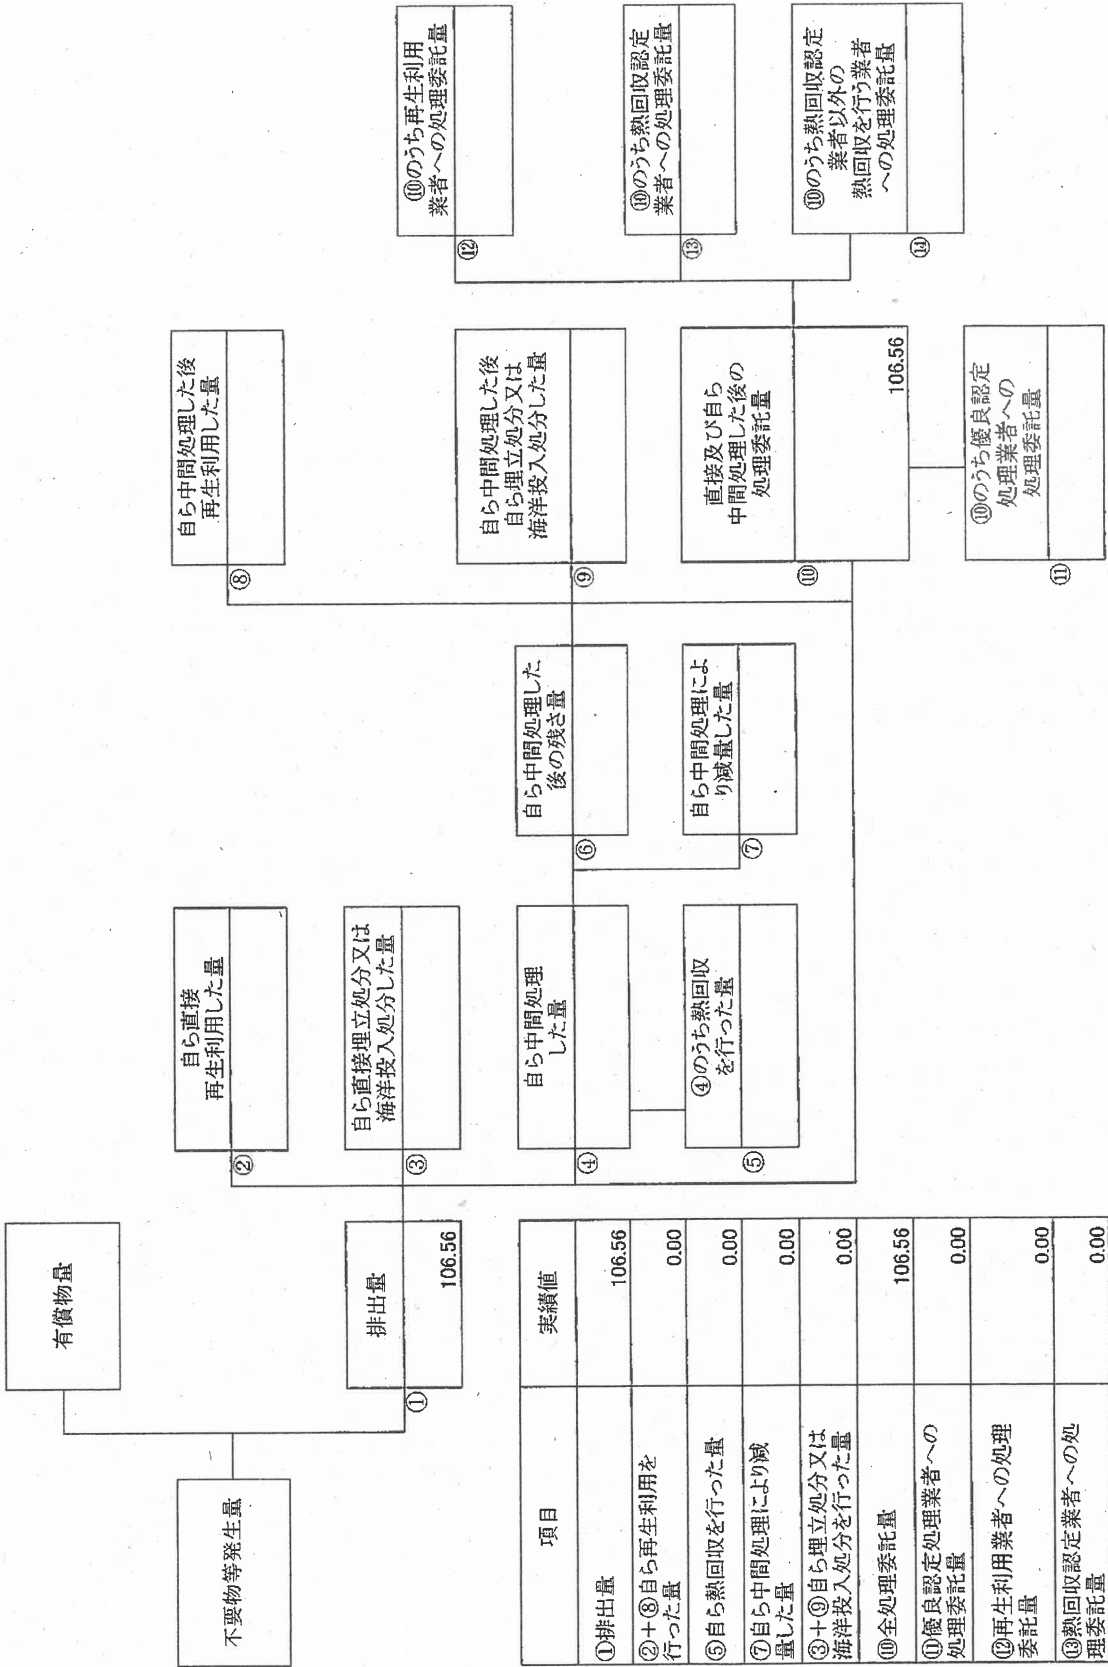 不要物等発生量
有償物量
排出量
①
106.56
自ら直接
再生利用した量
②
自ら直接埋立処分又は
海洋投入処分した量
③
自ら中間処理
した量
④
④のうち熱回収
を行った量
⑤
自ら中間処理した
後の残さ量
⑥
自ら中間処理によ
り減量した量
⑦
自ら中間処理した後
再生利用した量
⑧
自ら中間処理した後
自ら埋立処分又は
海洋投入処分した量
⑨
直接及び自ら
中間処理した後の
処理委託量
⑩
106.56
⑩のうち優良認定
処理業者への
処理委託量
⑪
⑩のうち再生利用
業者への処理委託量
⑫
⑩のうち熱回収認定
業者への処理委託量
⑬
⑩のうち熱回収認定
業者以外の
熱回収を行う業者
への処理委託量
⑭
項目
実績値
①排出量
106.56
②+⑧自ら再生利用を
行った量
0.00
⑤自ら熱回収を行った量
0.00
⑦自ら中間処理により減
量した量
0.00
③+⑨自ら埋立処分又は
海洋投入処分を行った量
0.00
⑩全処理委託量
106.56
⑪優良認定処理業者への
処理委託量
0.00
⑫再生利用業者への処理
委託量
0.00
⑬熱回収認定業者への処
理委託量
0.00